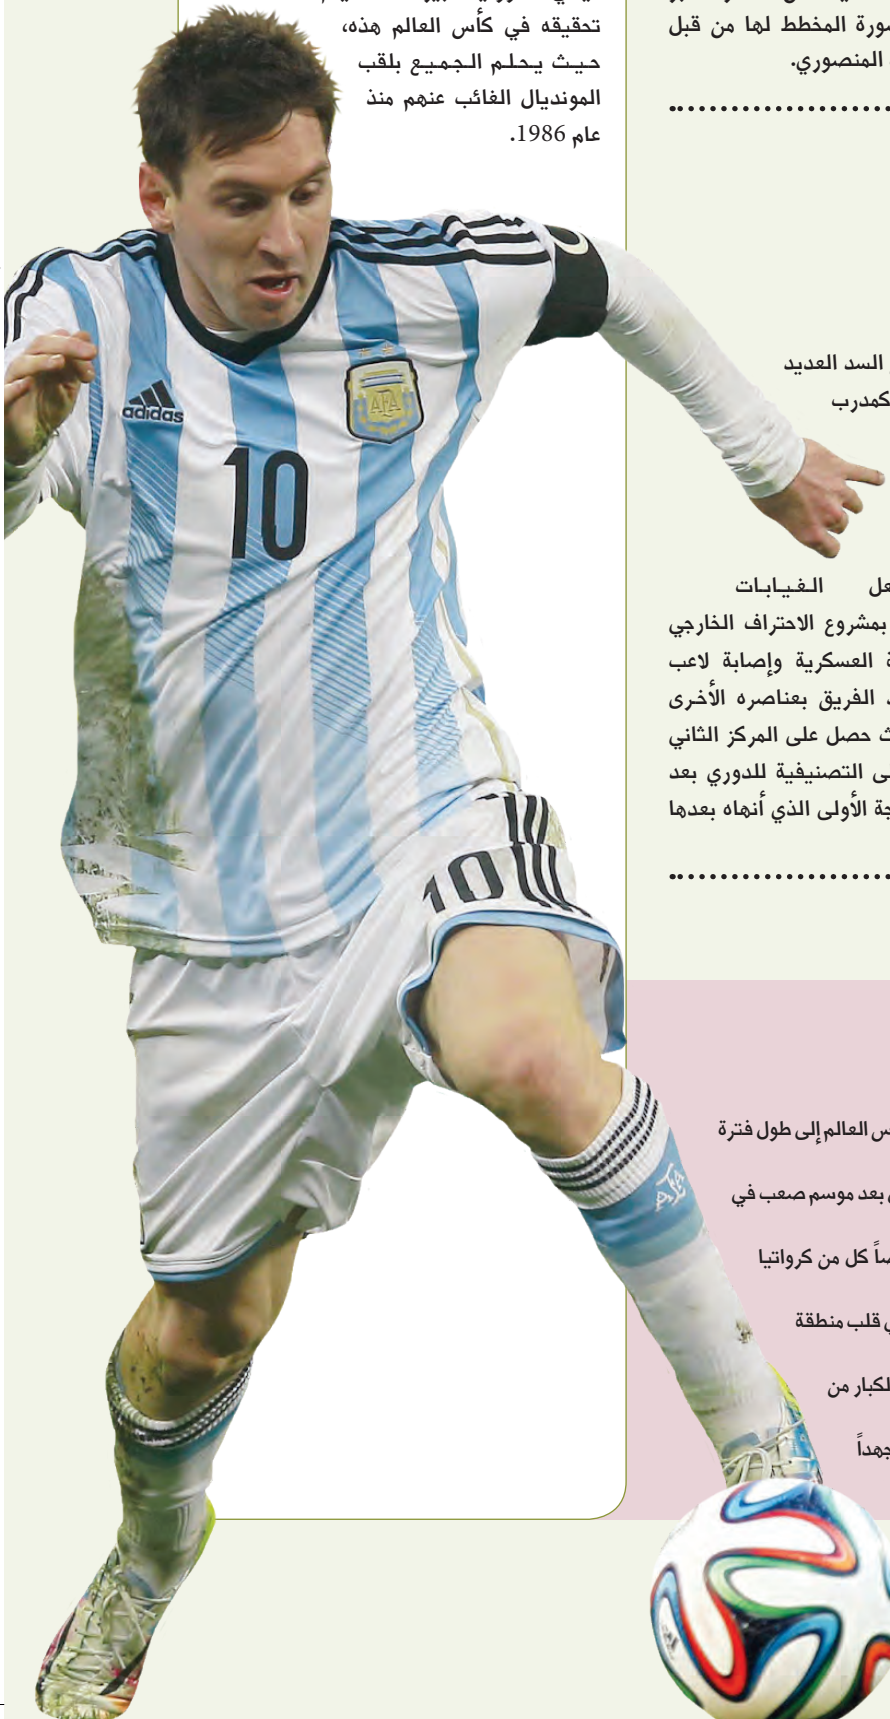 تحقيقه في كأس العالم هذه،
حيث يحلم الجميع بلقب
المونديال الغائب عنهم منذ
عام 1986.
المخطط لها من قبل
المنصوري.
السد العديد
كمدرب
الغيابات
بمشروع الاحتراف الخارجي
العسكرية وإصابة لاعب
الفريق بعناصره الأخرى
حصل على المركز الثاني
التصنيفية للدوري بعد
الأولى الذي أنهاه بعدها
العالم إلى طول فترة
بعد موسم صعب في
كل من كرواتيا
قلب منطقة
لكبار من
جهداً
adidas
AFA
10
10
AFA